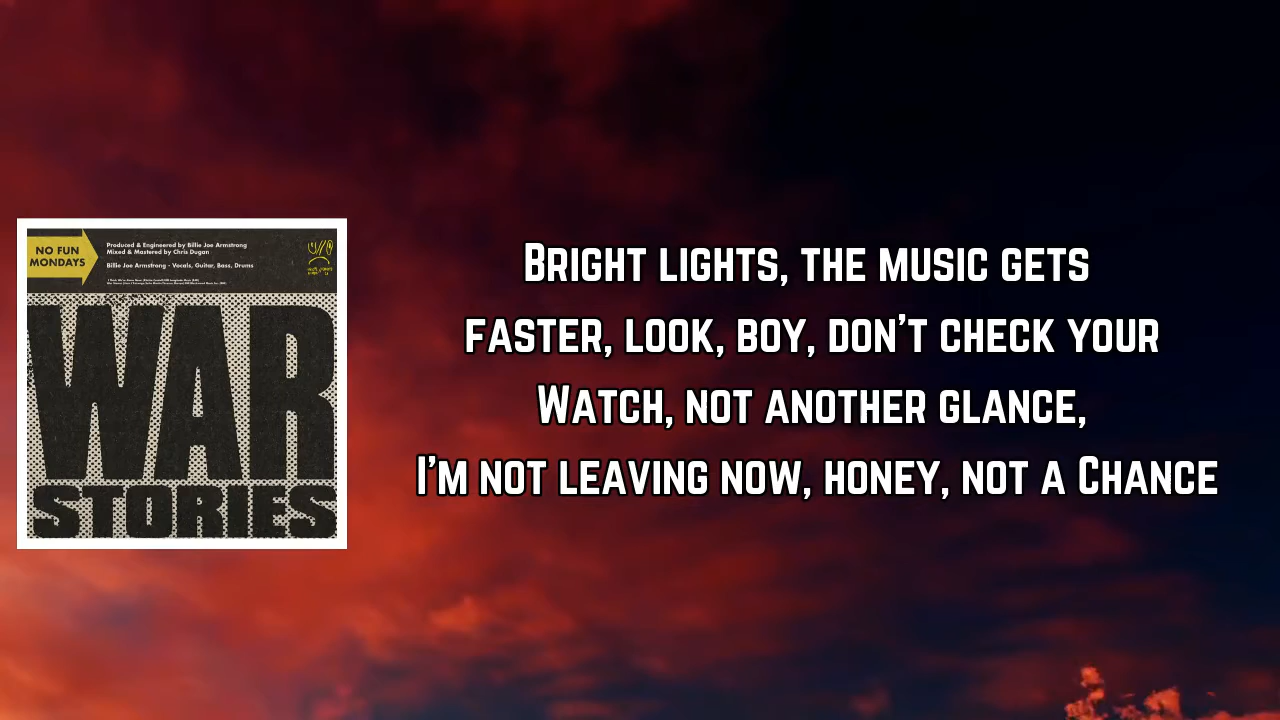 NO FUN
MONDAYS
Produced & Engineered by Billie Joe Armstrong
Mixed & Mastered by Chris Dugan
Billie Joe Armstrong - Vocals, Guitar, Bass, Drums
WAR
STORIES
Bright lights, the music gets
faster, look, boy, don't check your
Watch, not another glance,
I'm not leaving now, honey, not a Chance